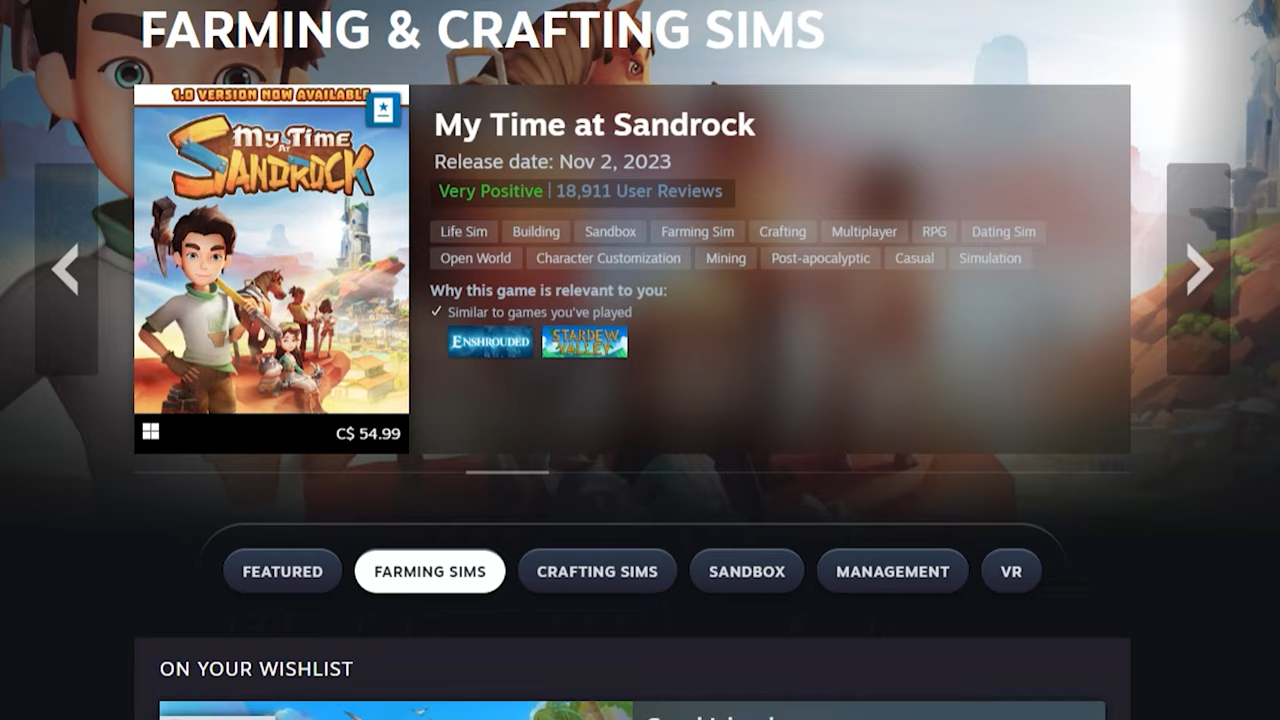 FARMING & CRAFTING SIMS
1.0 VERSION NOW AVAILABLE
MY TIME
AT
SANDROCK
C$ 54.99
My Time at Sandrock
Release date: Nov 2, 2023
Very Positive | 18,911 User Reviews
Life Sim Building Sandbox Farming Sim Crafting Multiplayer RPG Dating Sim
Open World Character Customization Mining Post-apocalyptic Casual Simulation
Why this game is relevant to you:
✓ Similar to games you've played
ENSHROUDED STARDEW VALLEY
FEATURED FARMING SIMS CRAFTING SIMS SANDBOX MANAGEMENT VR
ON YOUR WISHLIST